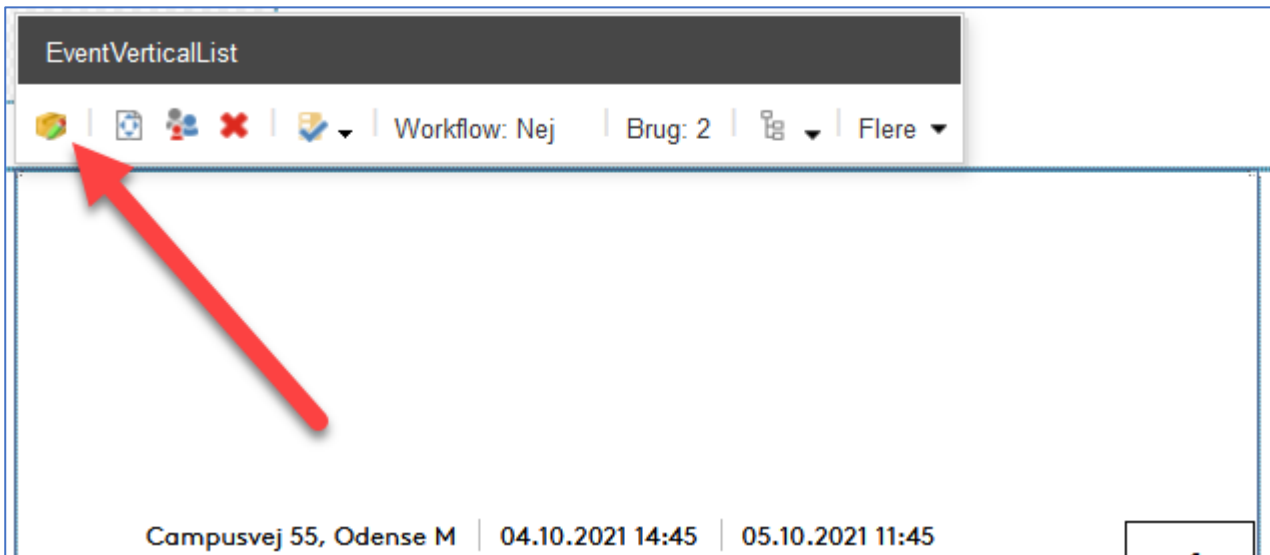 EventVerticalList
Workflow: Nej Brug: 2 Flere
Campusvej 55, Odense M 04.10.2021 14:45 05.10.2021 11:45